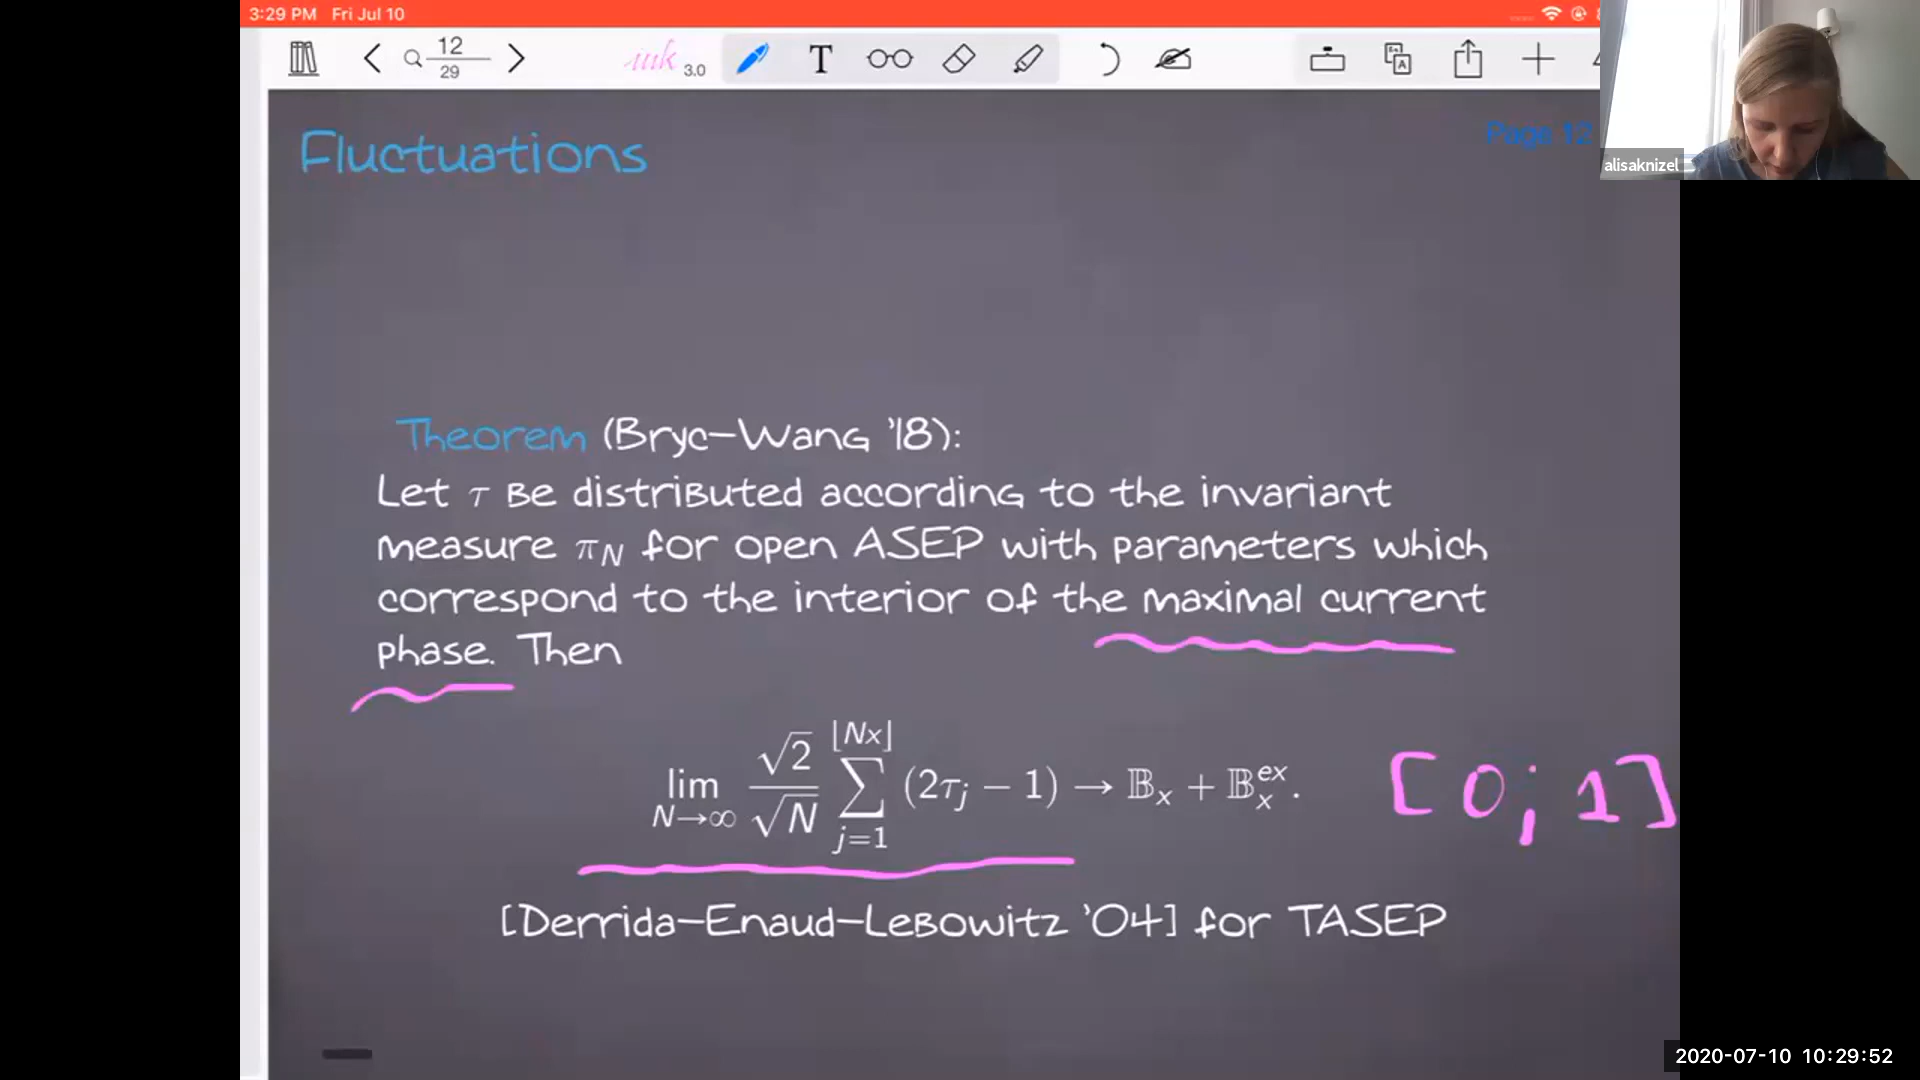 3:29 PM Fri Jul 10
12
29
ink 3.0
T
Page 12
alisaknizel
Fluctuations
Theorem (Bryc–Wang '18):
Let τ be distributed according to the invariant
measure π_N for open ASEP with parameters which
correspond to the interior of the maximal current
phase. Then
lim_{N→∞} √2/√N ∑_{j=1}^{⌊Nx⌋} (2τ_j − 1) → 𝔹_x + 𝔹_x^{ex}.
[0; 1]
[Derrida–Enaud–Lebowitz '04] for TASEP
2020-07-10 10:29:52